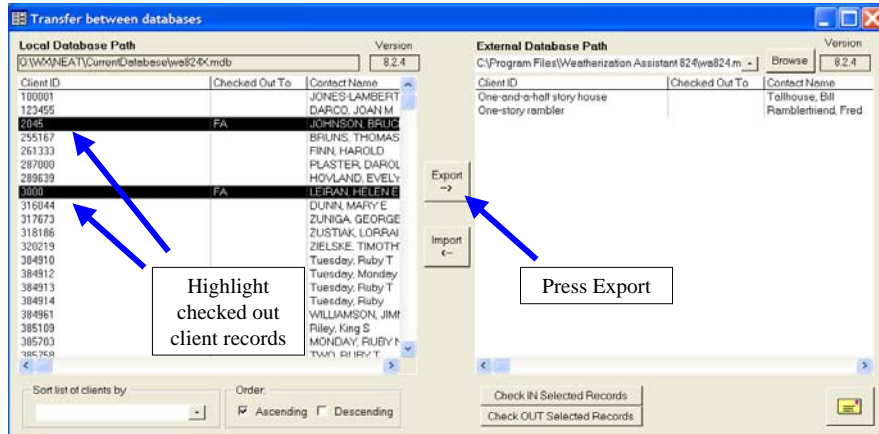 Transfer between databases
Local Database Path Version
Q:\WX\NEAT\CurrentDatabase\wa824X.mdb 8.2.4
Client ID Checked Out To Contact Name
100001 JONES-LAMBERT
123455 DARCO, JOAN M
2045 FA JOHNSON, BRUC
255167 BRUNS, THOMAS
261333 FINN, HAROLD
287000 PLASTER, DAROL
289639 HOVLAND, EVELY
3000 FA LEIRAN, HELEN E
316044 DUNN, MARY E
317673 ZUNIGA, GEORGE
318186 ZUSTIAK, LORRAI
320219 ZIELSKE, TIMOTH
384910 Tuesday, Ruby T
384912 Tuesday, Monday
384913 Tuesday, Ruby T
384914 Tuesday, Ruby
384961 WILLIAMSON, JIM
385109 Riley, King S
385703 MONDAY, RUBY
385758 TWO, RUBY T
Highlight
checked out
client records
Sort list of clients by
Order:
Ascending Descending
Export
->
Import
<-
External Database Path Version
C:\Program Files\Weatherization Assistant 824\wa824.m Browse 8.2.4
Client ID Checked Out To Contact Name
One-and-a-half story house Tallhouse, Bill
One-story rambler Ramblerfriend, Fred
Press Export
Check IN Selected Records
Check OUT Selected Records